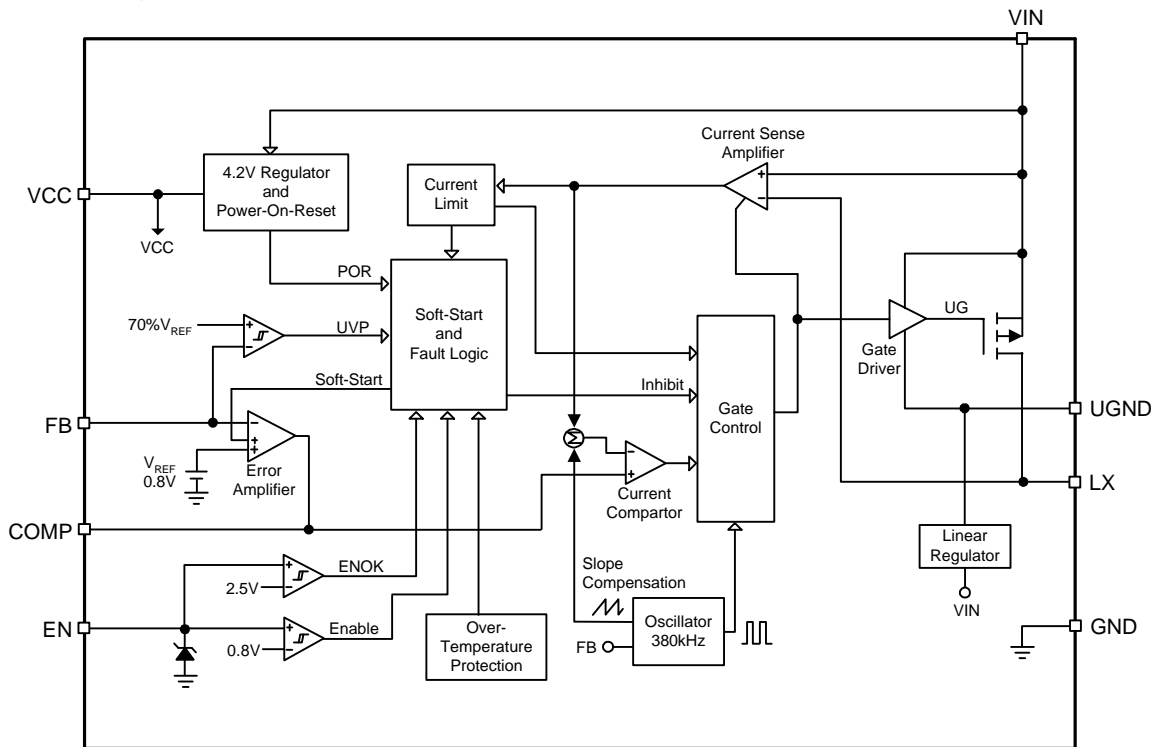 VIN
Current Sense
Amplifier
4.2V Regulator
and
Power-On-Reset
Current
Limit
+
−
VCC
VCC
POR
Soft-Start
and
Fault Logic
UG
Gate
Driver
70%VREF
+
−
UVP
Soft-Start
Inhibit
Gate
Control
UGND
FB
−
+
+
Error
Amplifier
VREF
0.8V
Σ
−
+
Current
Compartor
LX
COMP
Linear
Regulator
VIN
ENOK
+
−
2.5V
Slope
Compensation
EN
Enable
+
−
0.8V
Over-
Temperature
Protection
Oscillator
380kHz
FB
GND